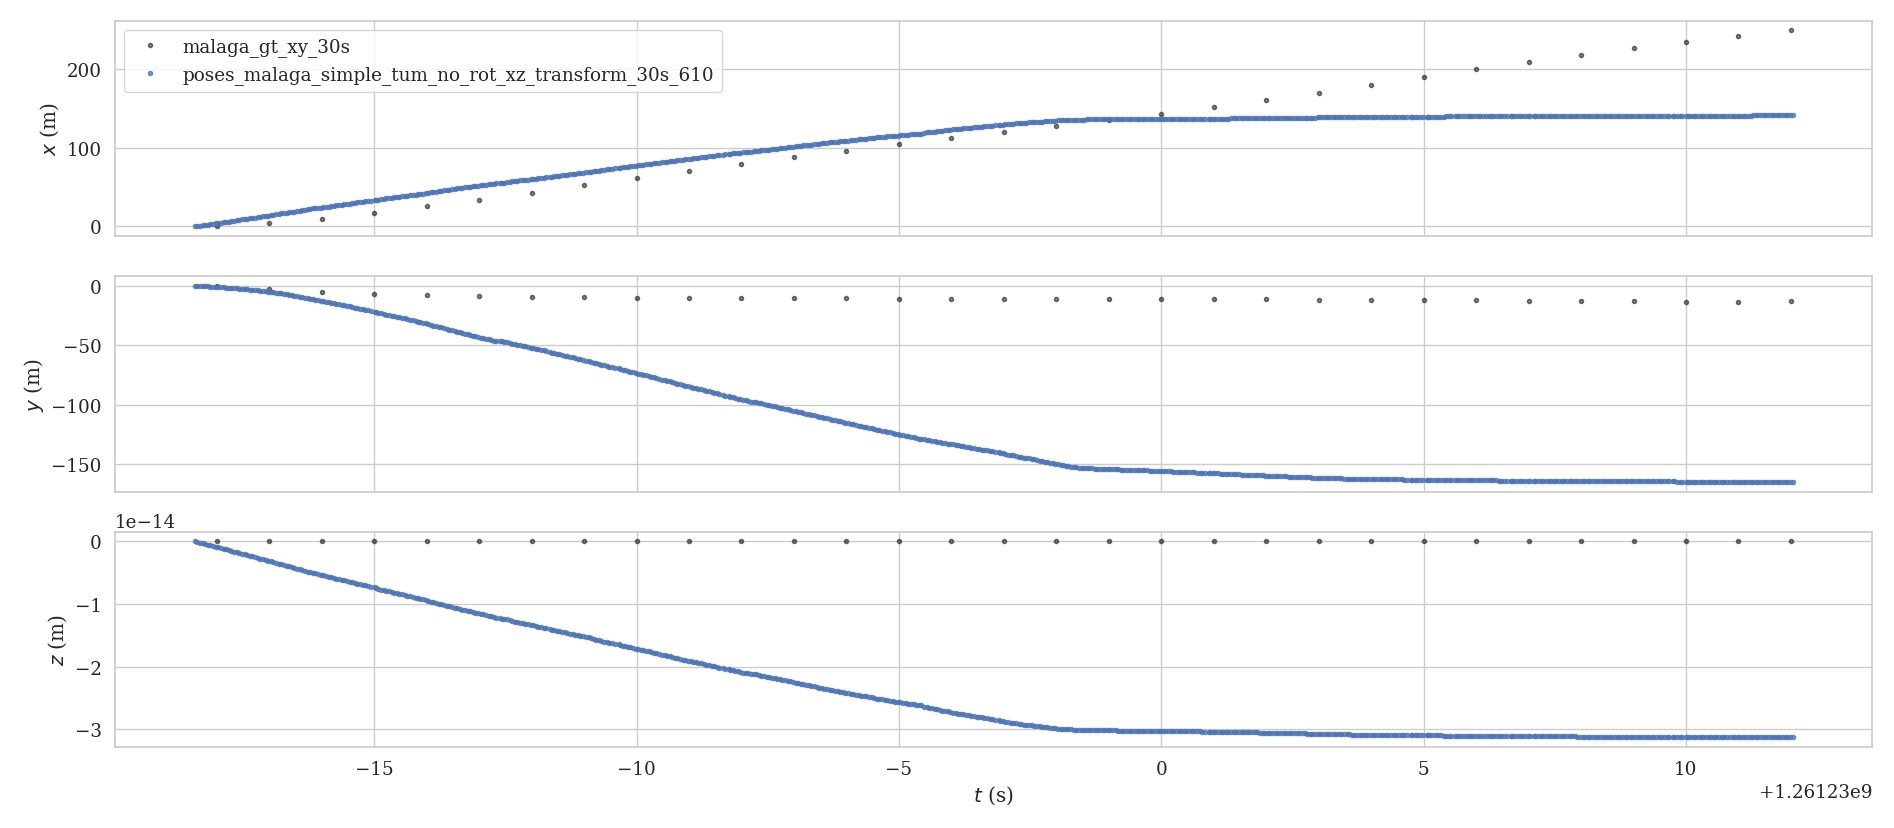 malaga_gt_xy_30s
poses_malaga_simple_tum_no_rot_xz_transform_30s_610
200
100
0
x (m)
0
−50
−100
−150
y (m)
1e−14
0
−1
−2
−3
z (m)
−15
−10
−5
0
5
10
t (s)
+1.26123e9